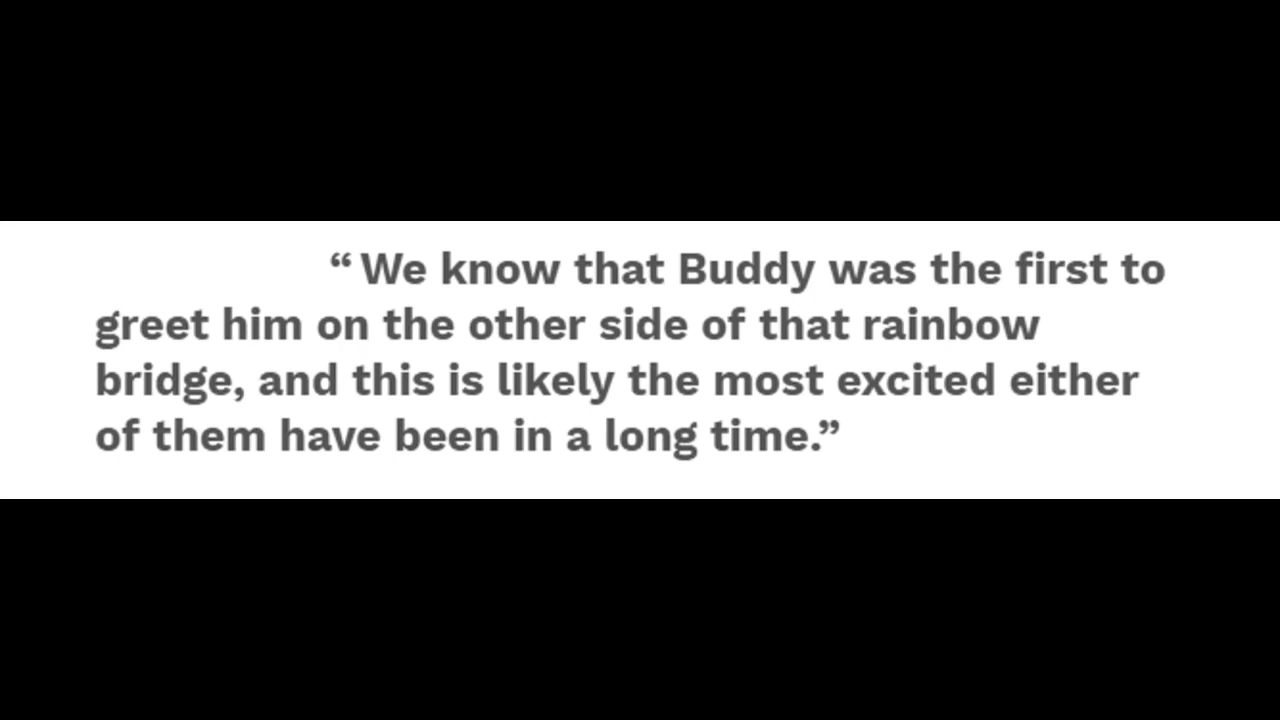 “ We know that Buddy was the first to
greet him on the other side of that rainbow
bridge, and this is likely the most excited either
of them have been in a long time.”